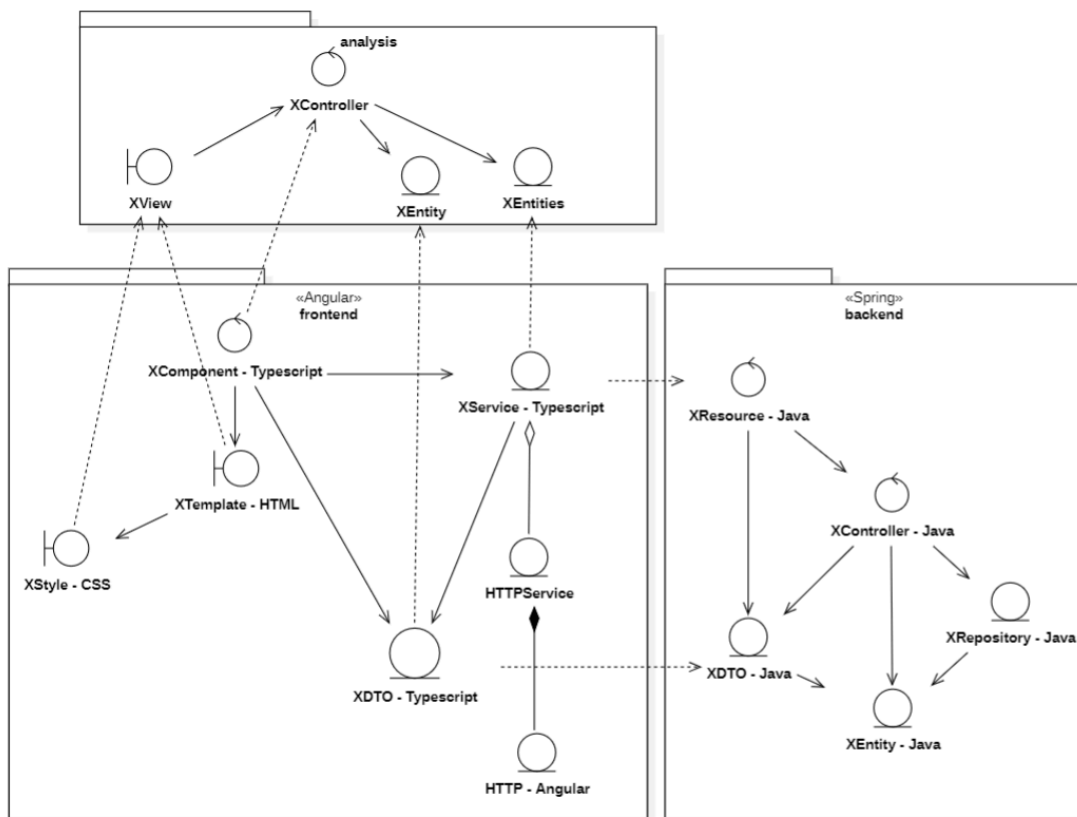 analysis
XController
XView
XEntity
XEntities
«Angular»
frontend
XComponent - Typescript
XService - Typescript
XTemplate - HTML
XStyle - CSS
HTTPService
XDTO - Typescript
HTTP - Angular
«Spring»
backend
XResource - Java
XController - Java
XRepository - Java
XDTO - Java
XEntity - Java